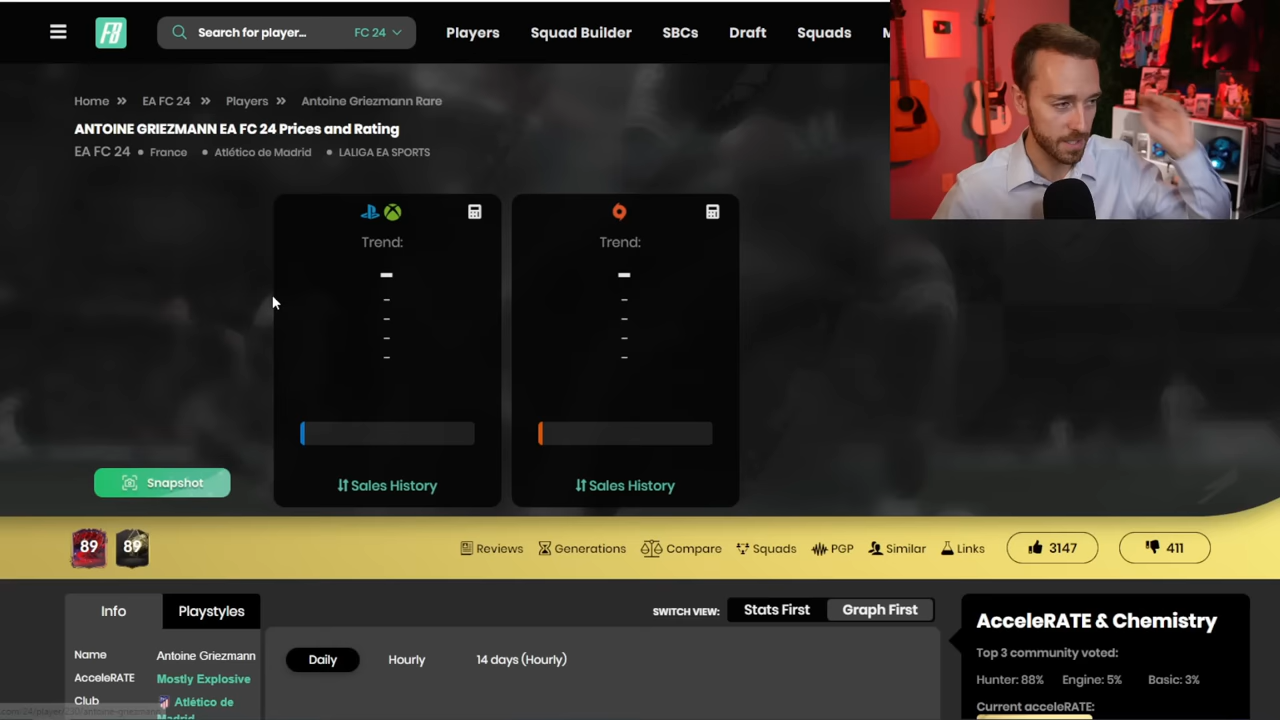 FB
Search for player...
FC 24
Players
Squad Builder
SBCs
Draft
Squads
M
Home » EA FC 24 » Players » Antoine Griezmann Rare
ANTOINE GRIEZMANN EA FC 24 Prices and Rating
EA FC 24 • France • Atlético de Madrid • LALIGA EA SPORTS
Trend:
Trend:
-
-
-
-
-
-
-
-
-
-
Sales History
Sales History
Snapshot
89
89
Reviews
Generations
Compare
Squads
PGP
Similar
Links
3147
411
Info
Playstyles
SWITCH VIEW:
Stats First
Graph First
AcceleRATE & Chemistry
Name
Antoine Griezmann
Daily
Hourly
14 days (Hourly)
Top 3 community voted:
AcceleRATE
Mostly Explosive
Hunter: 88%
Engine: 5%
Basic: 3%
Club
Atlético de
Madrid
Current acceleRATE: